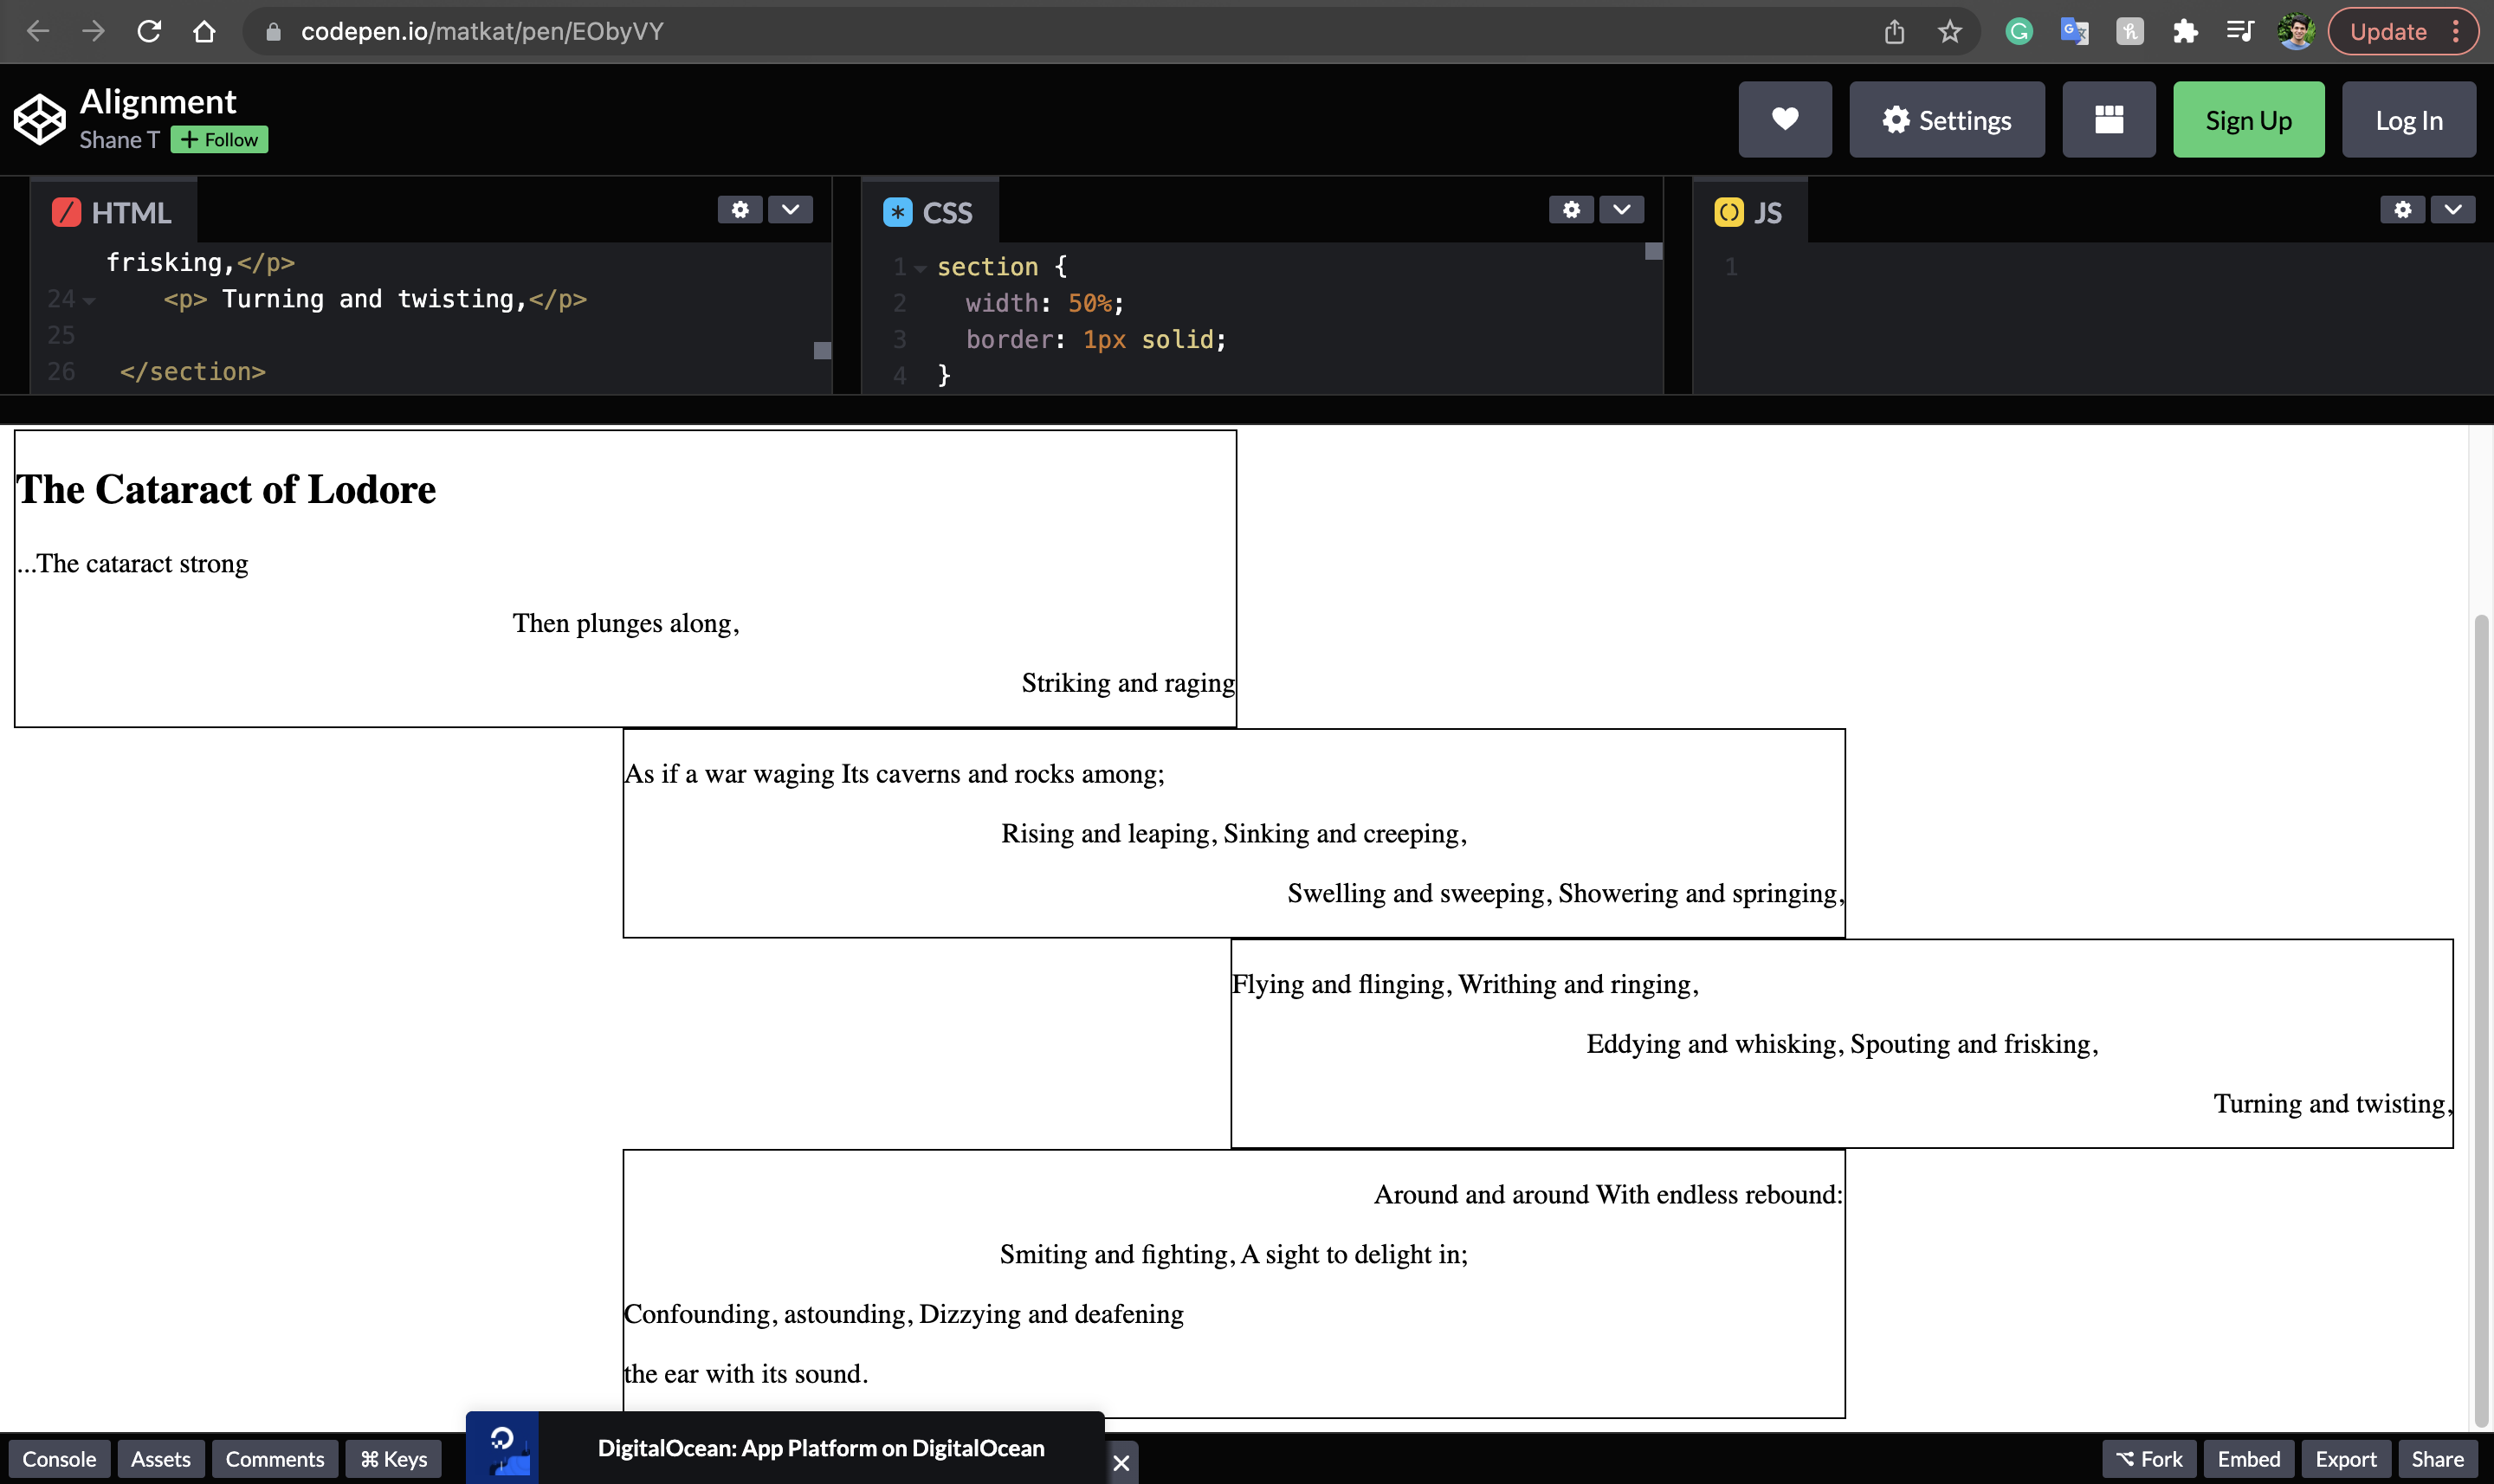 codepen.io/matkat/pen/EObyVY
Update
Alignment
Shane T + Follow
Settings
Sign Up
Log In
HTML
CSS
JS
frisking,</p>
24 <p> Turning and twisting,</p>
25
26 </section>
1 section {
2 width: 50%;
3 border: 1px solid;
4 }
1
The Cataract of Lodore
...The cataract strong
Then plunges along,
Striking and raging
As if a war waging Its caverns and rocks among;
Rising and leaping, Sinking and creeping,
Swelling and sweeping, Showering and springing,
Flying and flinging, Writhing and ringing,
Eddying and whisking, Spouting and frisking,
Turning and twisting,
Around and around With endless rebound:
Smiting and fighting, A sight to delight in;
Confounding, astounding, Dizzying and deafening
the ear with its sound.
Console
Assets
Comments
⌘ Keys
DigitalOcean: App Platform on DigitalOcean
Fork
Embed
Export
Share